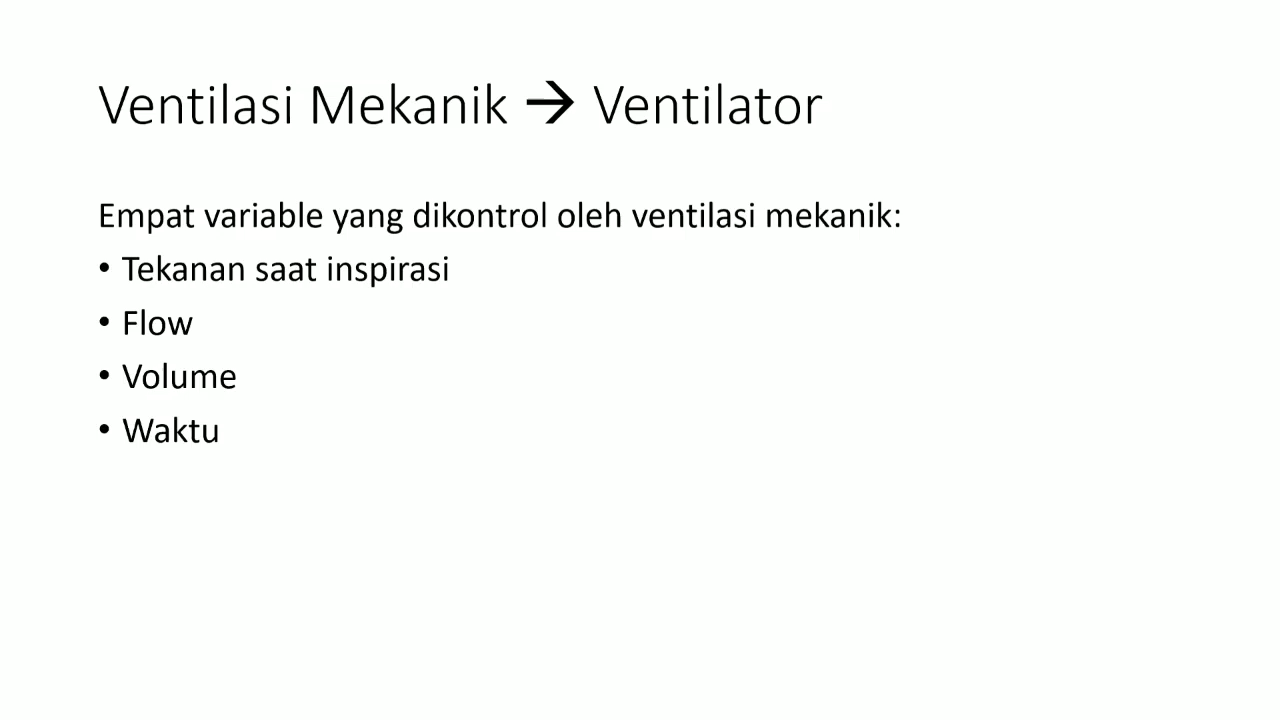 Ventilasi Mekanik → Ventilator
Empat variable yang dikontrol oleh ventilasi mekanik:
• Tekanan saat inspirasi
• Flow
• Volume
• Waktu